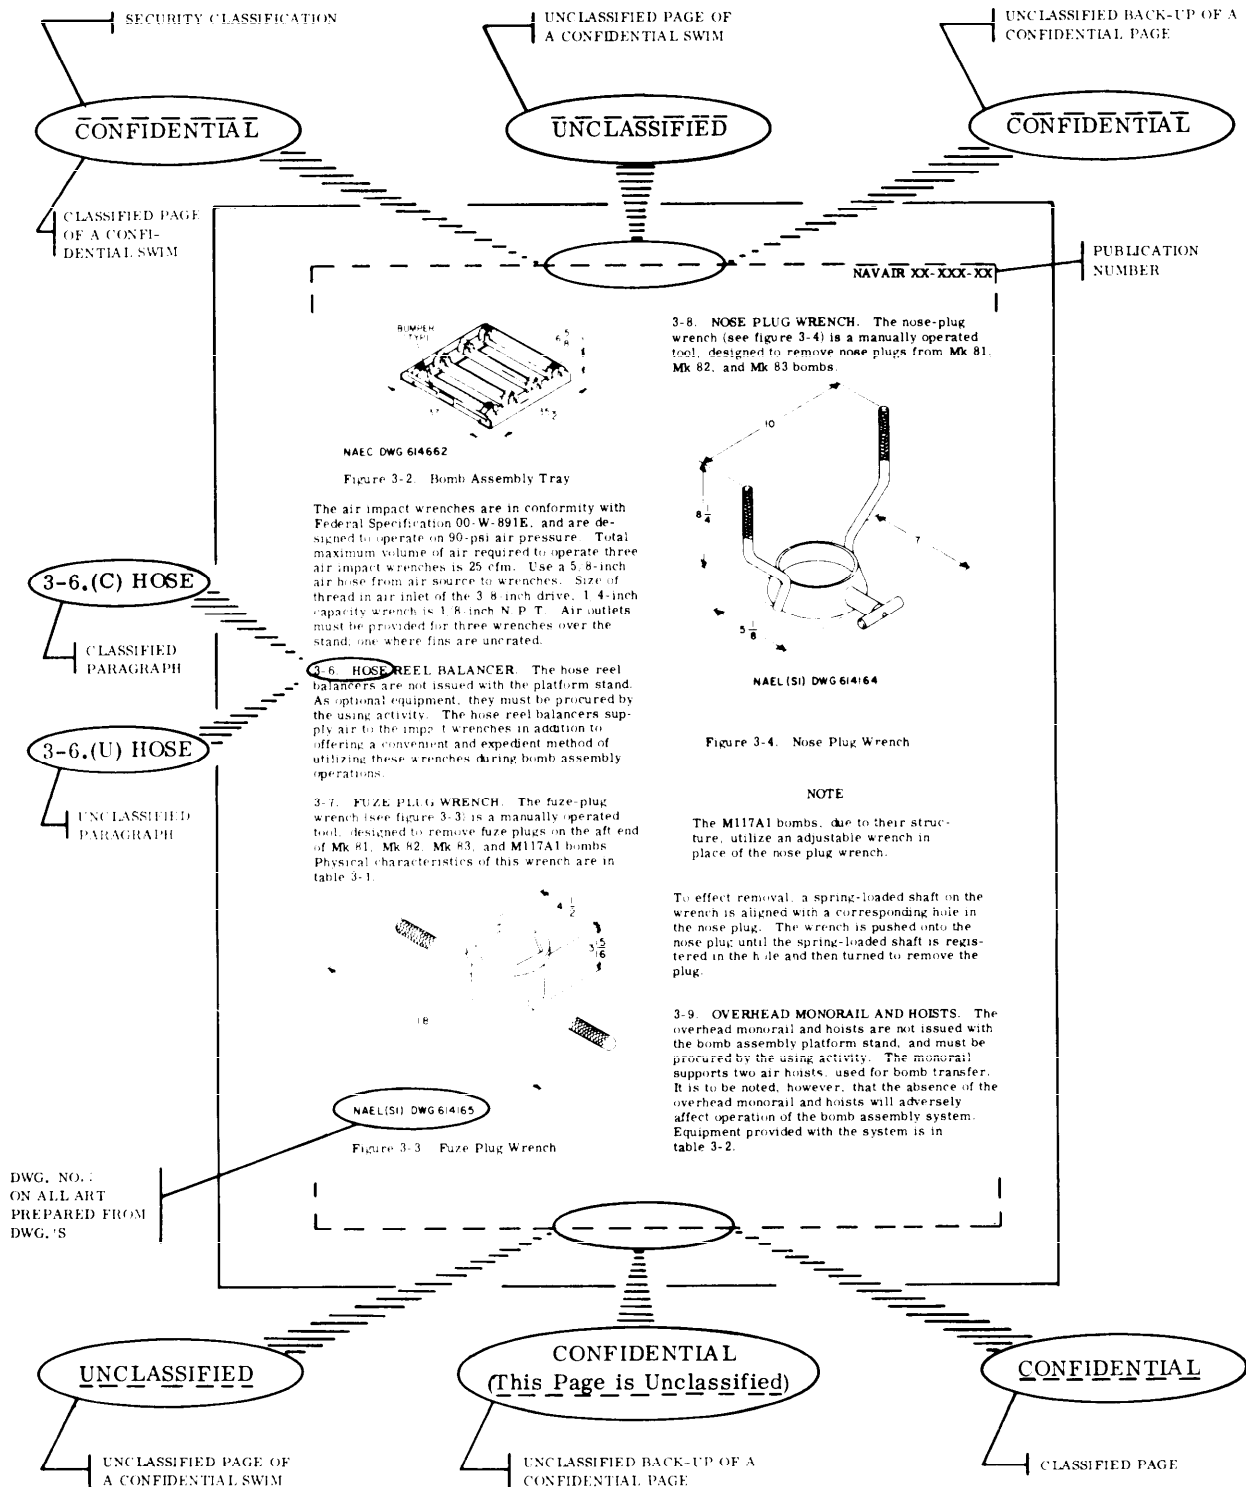 SECURITY CLASSIFICATION
UNCLASSIFIED PAGE OF
A CONFIDENTIAL SWIM
UNCLASSIFIED BACK-UP OF A
CONFIDENTIAL PAGE
CONFIDENTIAL
UNCLASSIFIED
CONFIDENTIAL
CLASSIFIED PAGE
OF A CONFI-
DENTIAL SWIM
PUBLICATION
NUMBER
NAVAIR XX-XXX-XX
BUMPER
TYP
6 5/8
37
35 1/2
NAEC DWG 614662
Figure 3-2. Bomb Assembly Tray
The air impact wrenches are in conformity with
Federal Specification 00-W-891E, and are de-
signed to operate on 90-psi air pressure. Total
maximum volume of air required to operate three
air impact wrenches is 25 cfm. Use a 5/8-inch
air hose from air source to wrenches. Size of
thread in air inlet of the 3 8-inch drive, 1 4-inch
capacity wrench is 1 8-inch N. P. T. Air outlets
must be provided for three wrenches over the
stand; one where fins are uncrated.
3-6.(C) HOSE
CLASSIFIED
PARAGRAPH
3-6.(U) HOSE
UNCLASSIFIED
PARAGRAPH
3-6. HOSE REEL BALANCER. The hose reel
balancers are not issued with the platform stand.
As optional equipment, they must be procured by
the using activity. The hose reel balancers sup-
ply air to the impact wrenches in addition to
offering a convenient and expedient method of
utilizing these wrenches during bomb assembly
operations.
3-7. FUZE PLUG WRENCH. The fuze-plug
wrench (see figure 3-3) is a manually operated
tool, designed to remove fuze plugs on the aft end
of Mk 81, Mk 82, Mk 83, and M117A1 bombs
Physical characteristics of this wrench are in
table 3-1.
4 1/2
3 15/16
18
NAEL(SI) DWG 614165
Figure 3-3 Fuze Plug Wrench
DWG. NO.:
ON ALL ART
PREPARED FROM
DWG.'S
3-8. NOSE PLUG WRENCH. The nose-plug
wrench (see figure 3-4) is a manually operated
tool, designed to remove nose plugs from Mk 81,
Mk 82, and Mk 83 bombs.
10
8 1/4
7
5 1/8
NAEL (SI) DWG 614164
Figure 3-4. Nose Plug Wrench
NOTE
The M117A1 bombs, due to their struc-
ture, utilize an adjustable wrench in
place of the nose plug wrench.
To effect removal, a spring-loaded shaft on the
wrench is aligned with a corresponding hole in
the nose plug. The wrench is pushed onto the
nose plug until the spring-loaded shaft is regis-
tered in the hole and then turned to remove the
plug.
3-9. OVERHEAD MONORAIL AND HOISTS. The
overhead monorail and hoists are not issued with
the bomb assembly platform stand, and must be
procured by the using activity. The monorail
supports two air hoists, used for bomb transfer.
It is to be noted, however, that the absence of the
overhead monorail and hoists will adversely
affect operation of the bomb assembly system.
Equipment provided with the system is in
table 3-2.
UNCLASSIFIED
CONFIDENTIAL
(This Page is Unclassified)
CONFIDENTIAL
UNCLASSIFIED PAGE OF
A CONFIDENTIAL SWIM
UNCLASSIFIED BACK-UP OF A
CONFIDENTIAL PAGE
CLASSIFIED PAGE